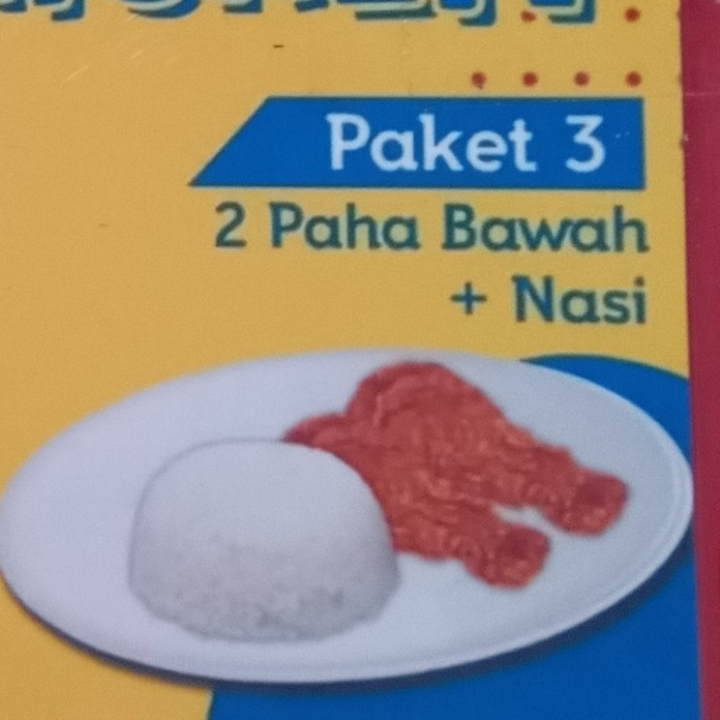 Paket 3
2 Paha Bawah
+ Nasi